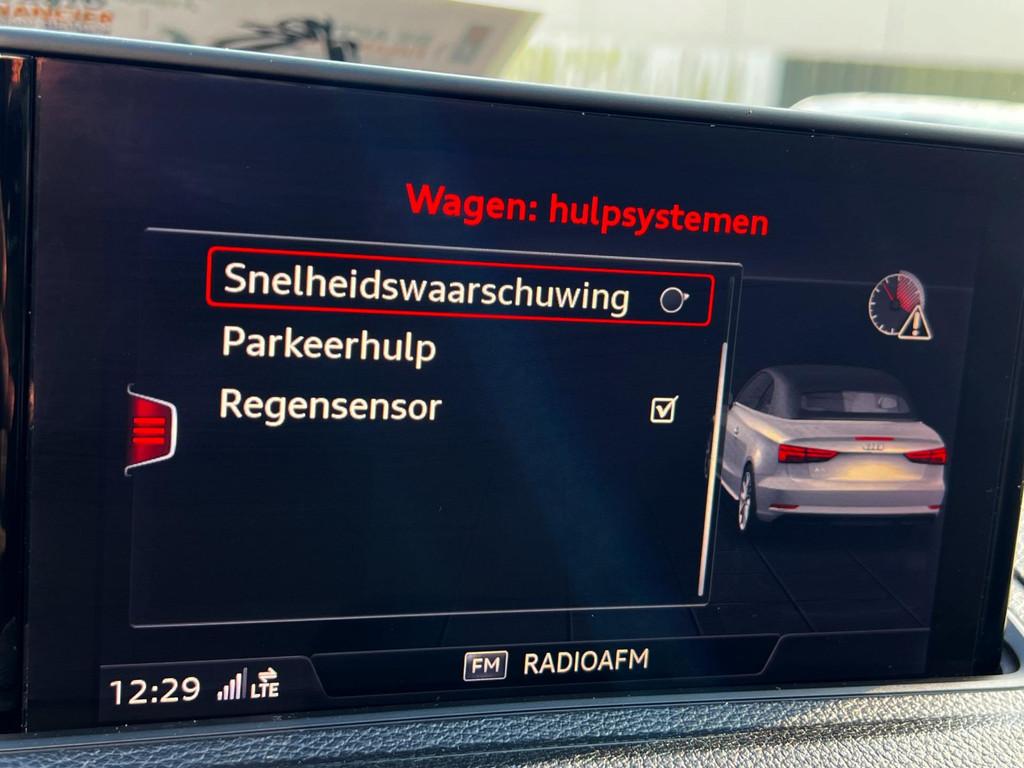 Wagen: hulpsystemen
Snelheidswaarschuwing
Parkeerhulp
Regensensor
FM RADIOAFM
12:29 LTE